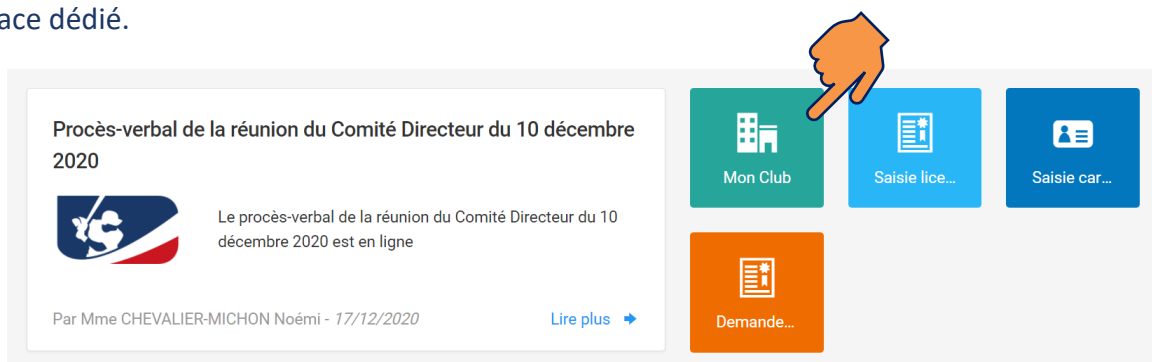 ace dédié.
Procès-verbal de la réunion du Comité Directeur du 10 décembre
2020
Le procès-verbal de la réunion du Comité Directeur du 10
décembre 2020 est en ligne
Par Mme CHEVALIER-MICHON Noémi - 17/12/2020
Lire plus
Mon Club
Saisie lice...
Saisie car...
Demande...